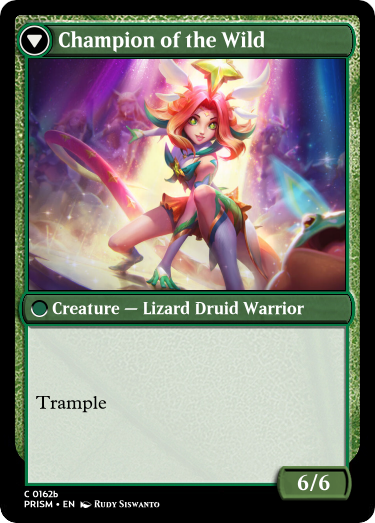 Champion of the Wild
Creature — Lizard Druid Warrior
Trample
6/6
C 0162b
PRISM • EN Rudy Siswanto